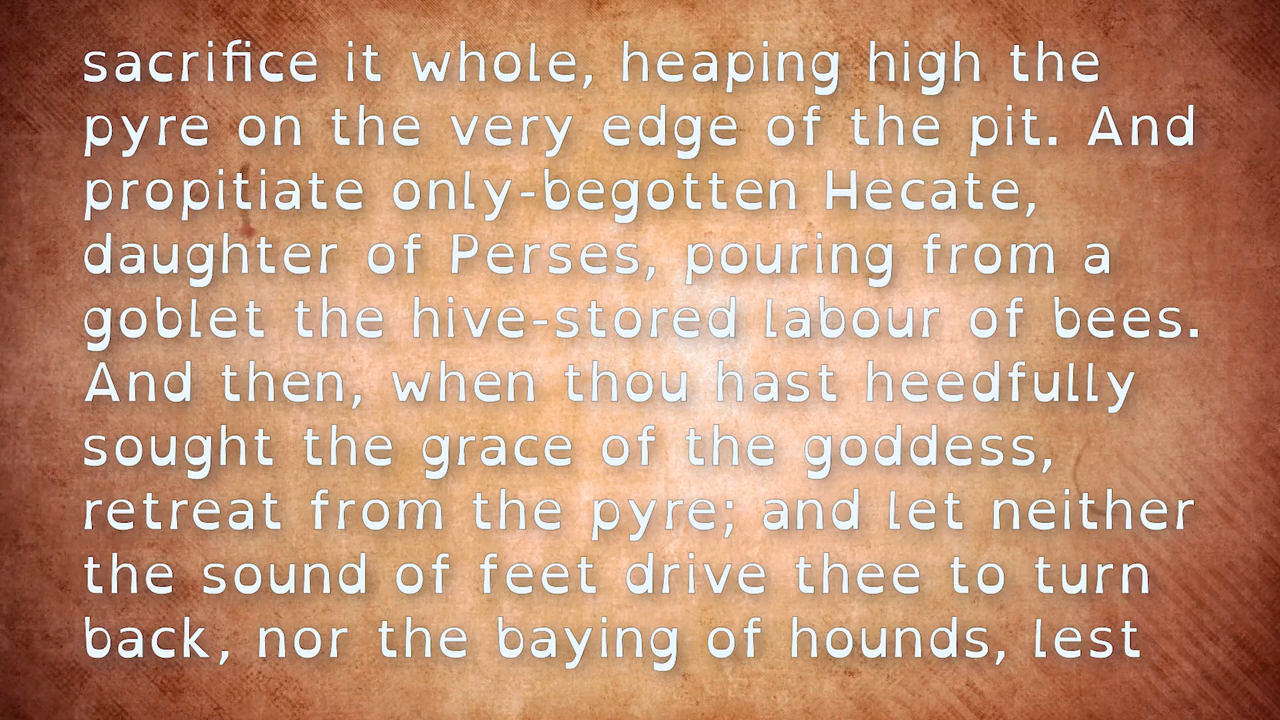 sacrifice it whole, heaping high the
pyre on the very edge of the pit. And
propitiate only-begotten Hecate,
daughter of Perses, pouring from a
goblet the hive-stored labour of bees.
And then, when thou hast heedfully
sought the grace of the goddess,
retreat from the pyre; and let neither
the sound of feet drive thee to turn
back, nor the baying of hounds, lest